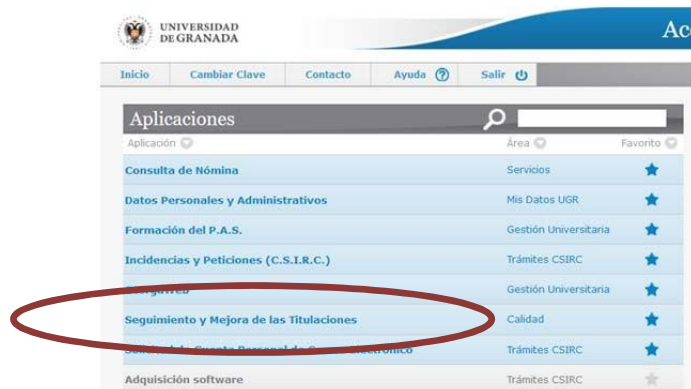 UNIVERSIDAD
DE GRANADA
Inicio Cambiar Clave Contacto Ayuda ? Salir
Aplicaciones
Aplicación Área Favorito
Consulta de Nómina Servicios
Datos Personales y Administrativos Mis Datos UGR
Formación del P.A.S. Gestión Universitaria
Incidencias y Peticiones (C.S.I.R.C.) Trámites CSIRC
Gestión Universitaria
Seguimiento y Mejora de las Titulaciones Calidad
Trámites CSIRC
Adquisición software Trámites CSIRC